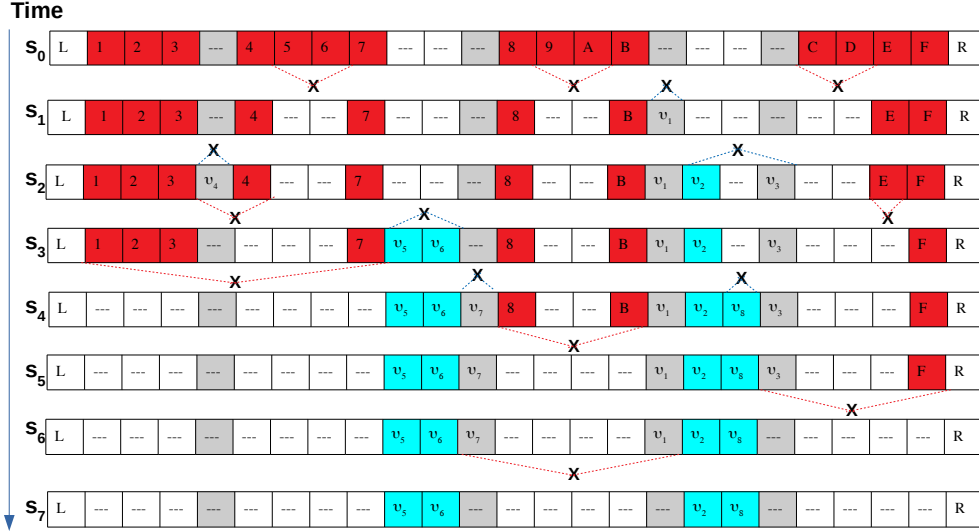 Time
S₀ L 1 2 3 --- 4 5 6 7 --- --- --- 8 9 A B --- --- --- --- C D E F R
X X X X
S₁ L 1 2 3 --- 4 --- --- 7 --- --- --- 8 --- --- B υ₁ --- --- --- --- --- E F R
X X
S₂ L 1 2 3 υ₄ 4 --- --- 7 --- --- --- 8 --- --- B υ₁ υ₂ --- υ₃ --- --- E F R
X X X
S₃ L 1 2 3 --- --- --- --- 7 υ₅ υ₆ --- 8 --- --- B υ₁ υ₂ --- υ₃ --- --- --- F R
X X X
S₄ L --- --- --- --- --- --- --- --- υ₅ υ₆ υ₇ 8 --- --- B υ₁ υ₂ υ₈ υ₃ --- --- --- F R
X
S₅ L --- --- --- --- --- --- --- --- υ₅ υ₆ υ₇ --- --- --- --- υ₁ υ₂ υ₈ υ₃ --- --- --- F R
X
S₆ L --- --- --- --- --- --- --- --- υ₅ υ₆ υ₇ --- --- --- --- υ₁ υ₂ υ₈ --- --- --- --- --- R
X
S₇ L --- --- --- --- --- --- --- --- υ₅ υ₆ --- --- --- --- --- --- υ₂ υ₈ --- --- --- --- --- R